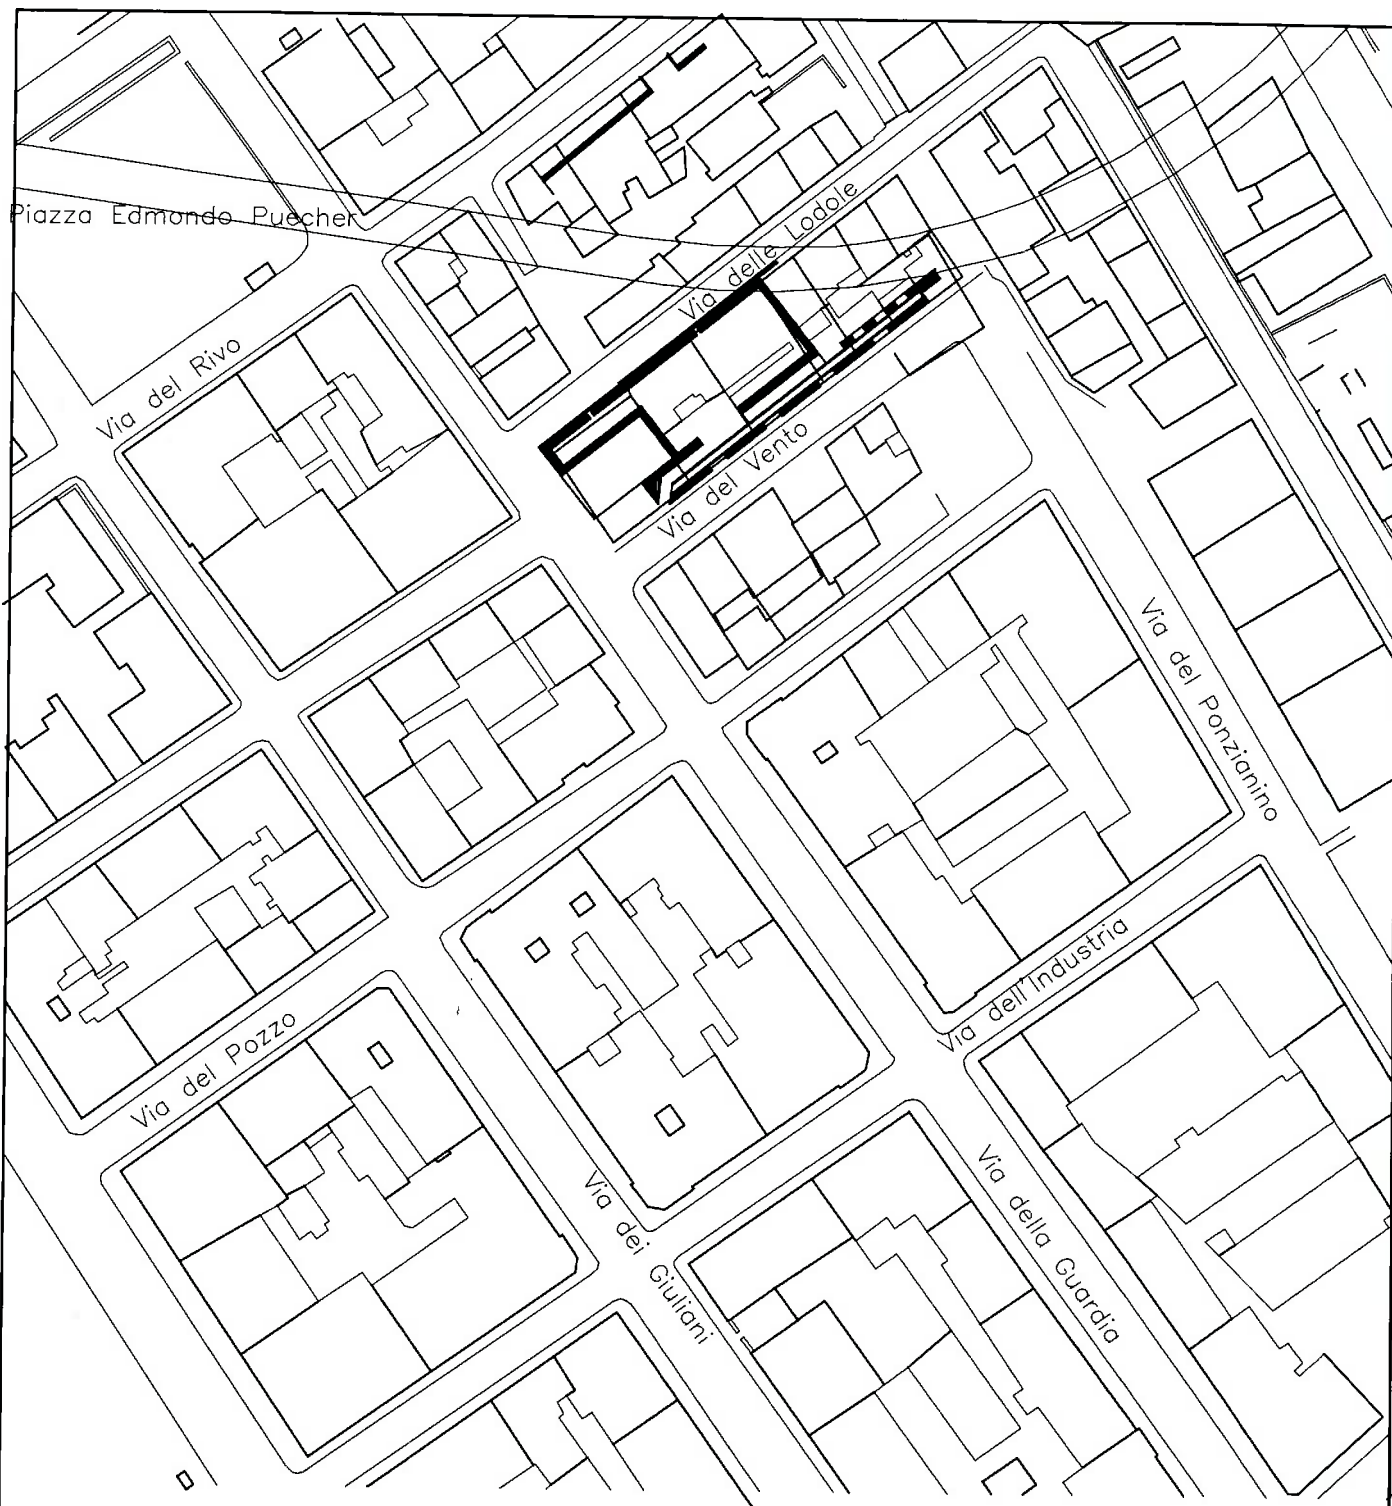 Piazza Edmondo Puecher
Via delle Lodale
Via del Rivo
Via del Vento
Via del Ponzianino
Via dell'Industria
Via del Pozzo
Via dei Giuliani
Via della Guardia